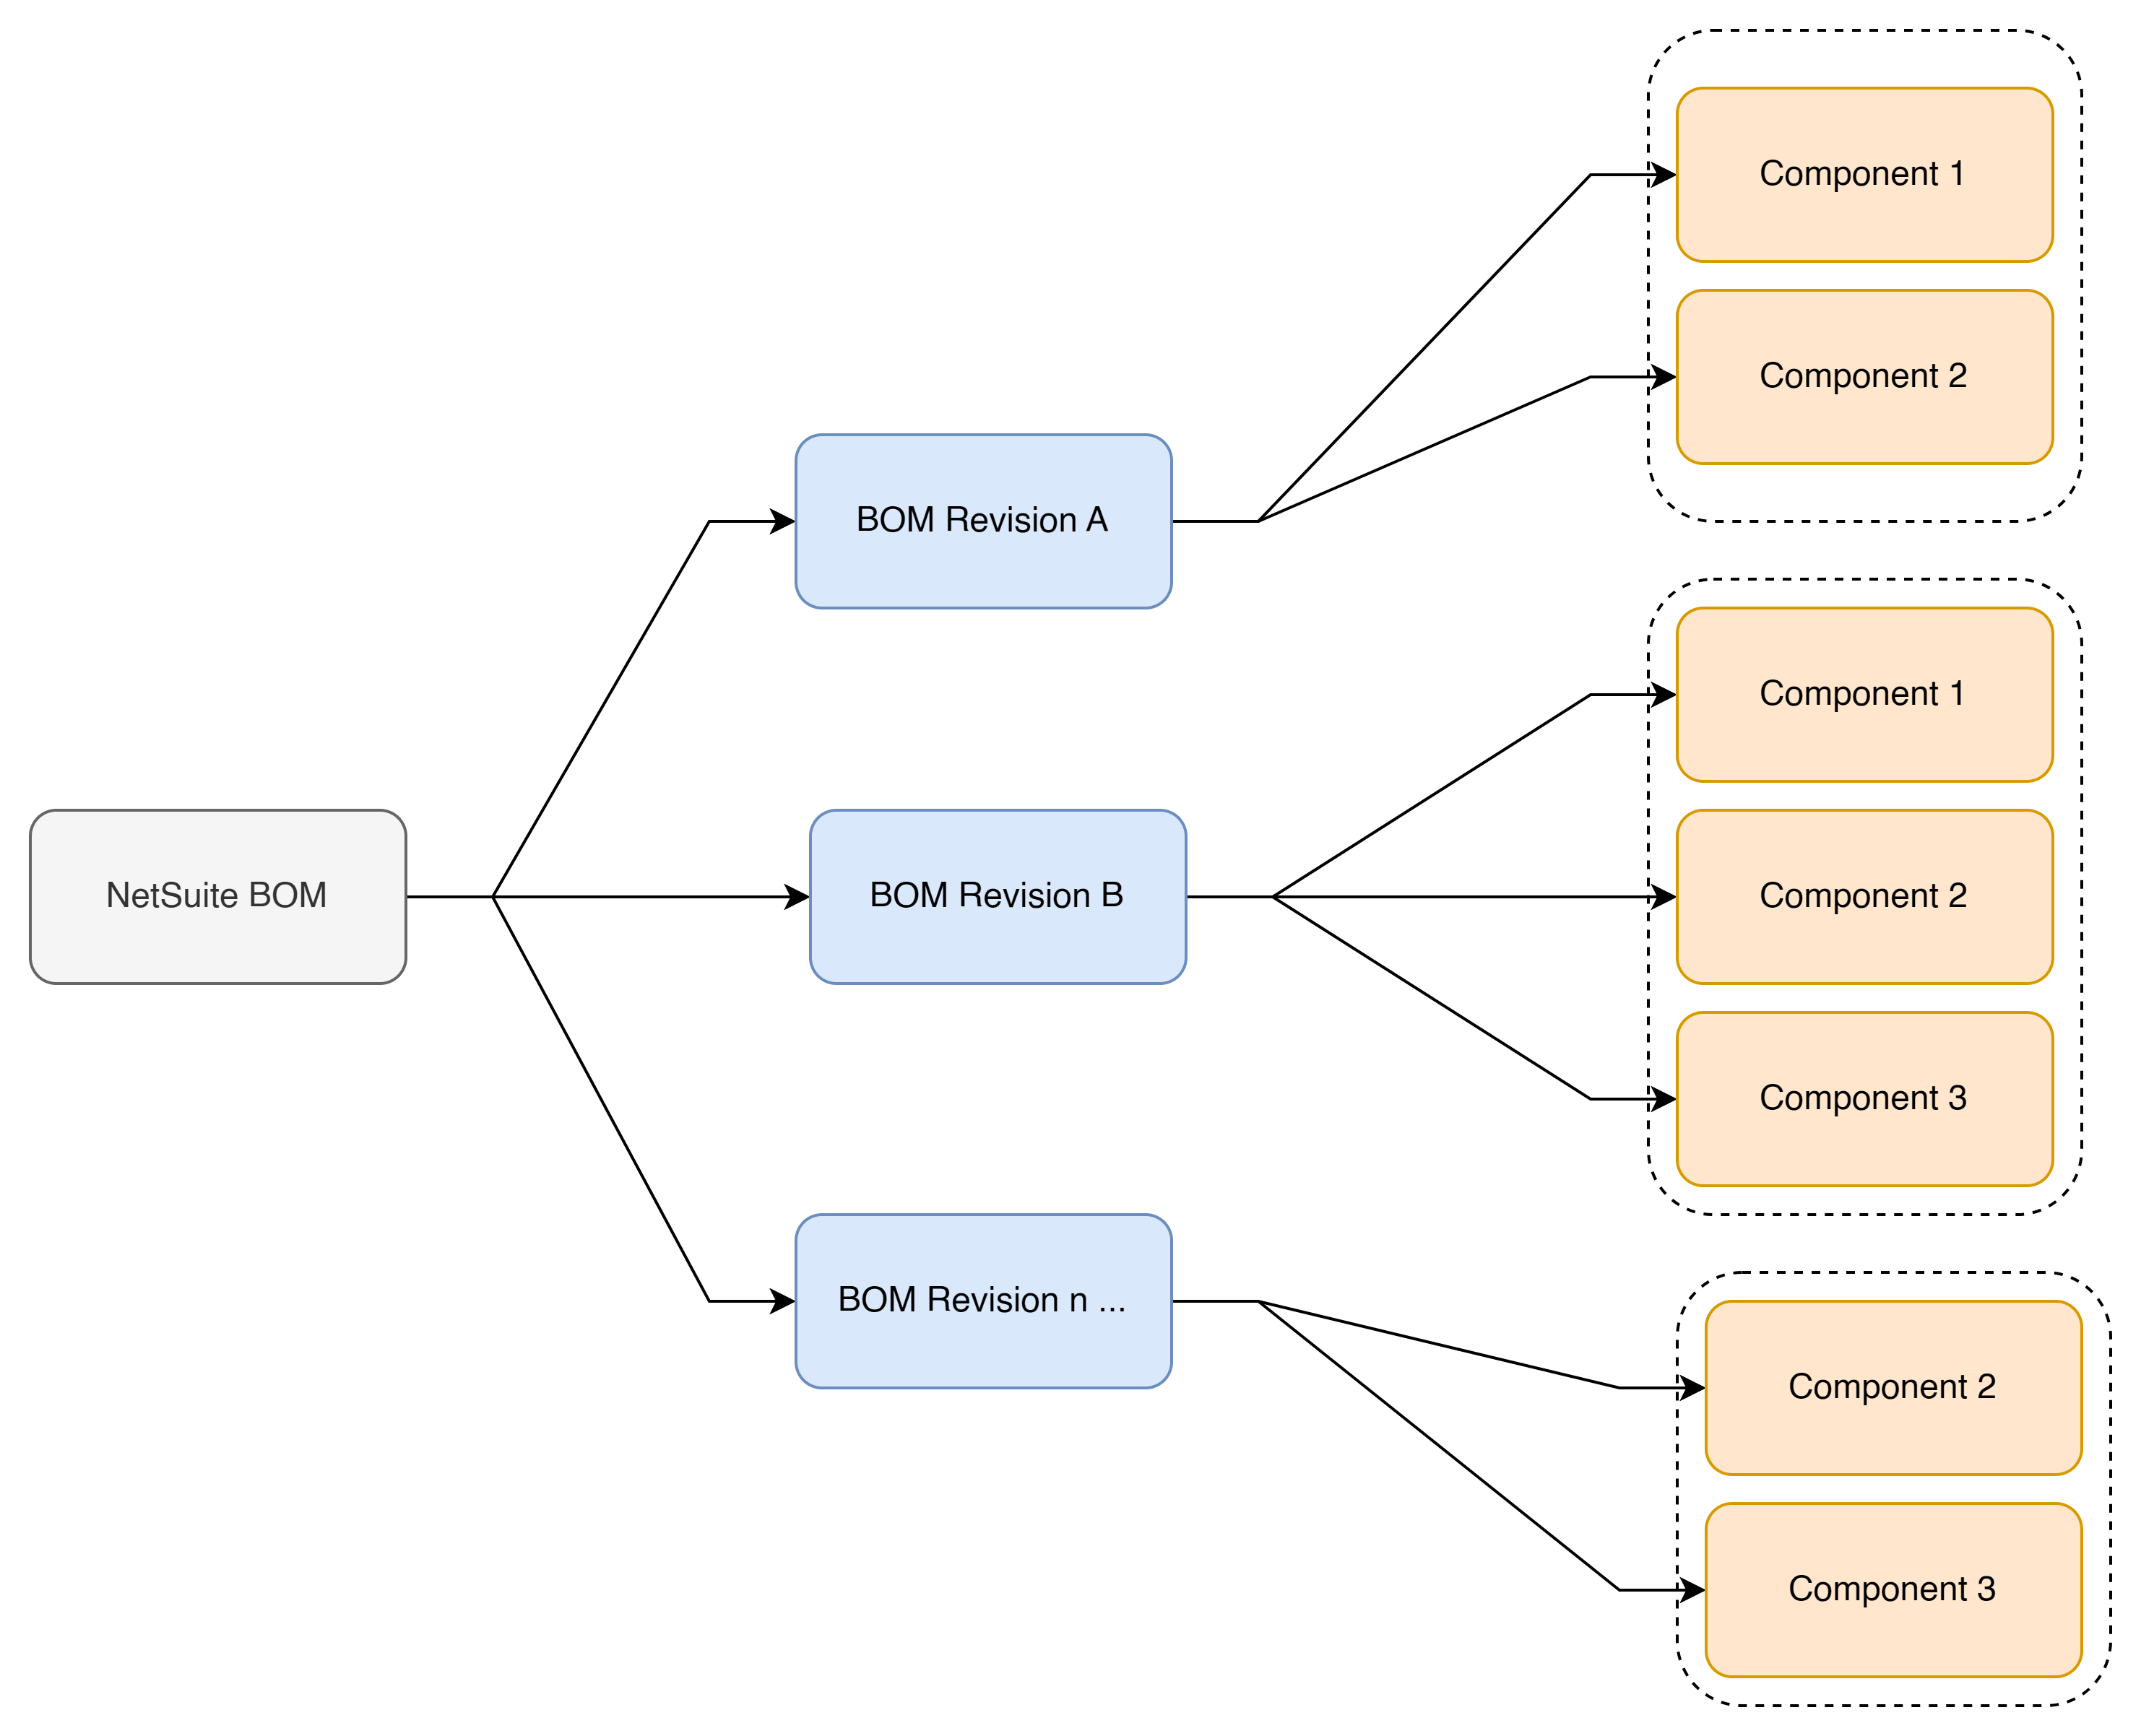 NetSuite BOM
BOM Revision A
Component 1
Component 2
BOM Revision B
Component 1
Component 2
Component 3
BOM Revision n ...
Component 2
Component 3